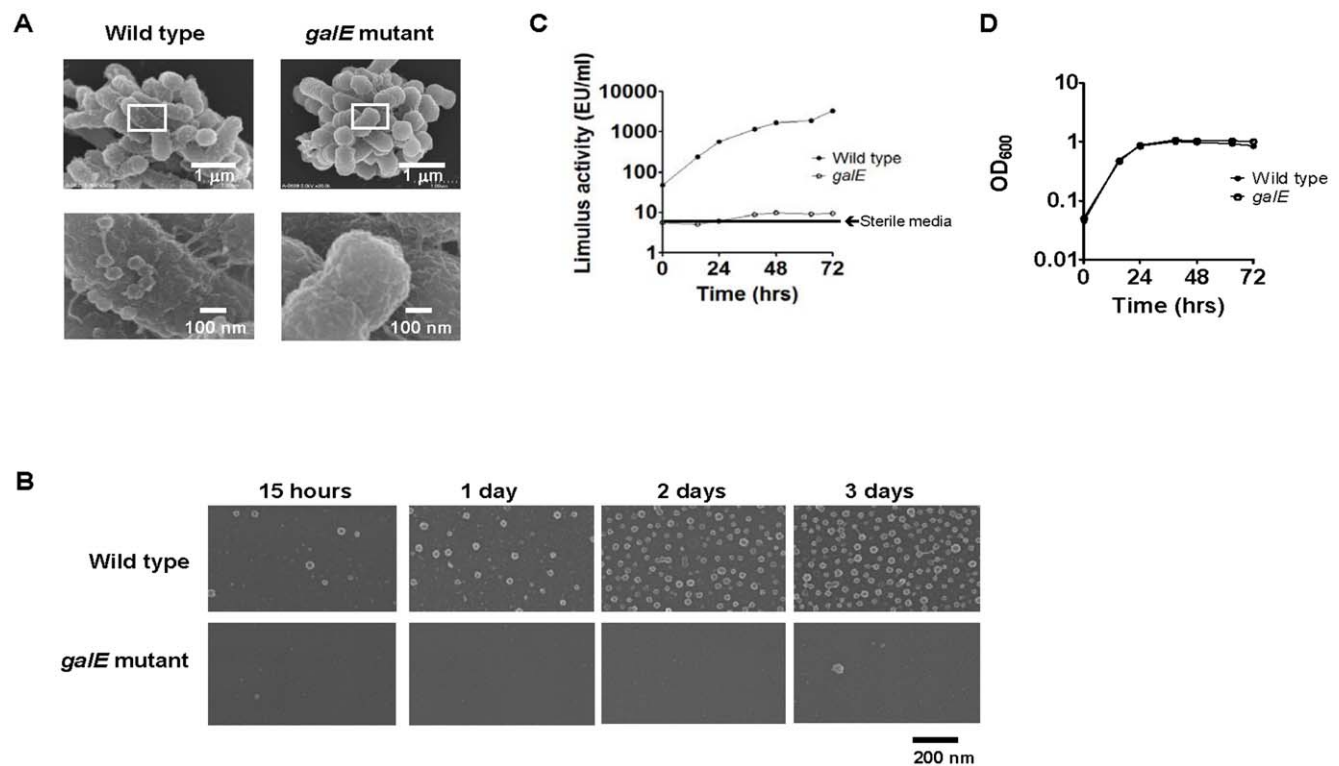 A
Wild type
galE mutant
1 µm
1 µm
100 nm
100 nm
C
Limulus activity (EU/ml)
10000
1000
100
10
1
0
24
48
72
Time (hrs)
Wild type
galE
Sterile media
D
OD600
10
1
0.1
0.01
0
24
48
72
Time (hrs)
Wild type
galE
B
15 hours
1 day
2 days
3 days
Wild type
galE mutant
200 nm